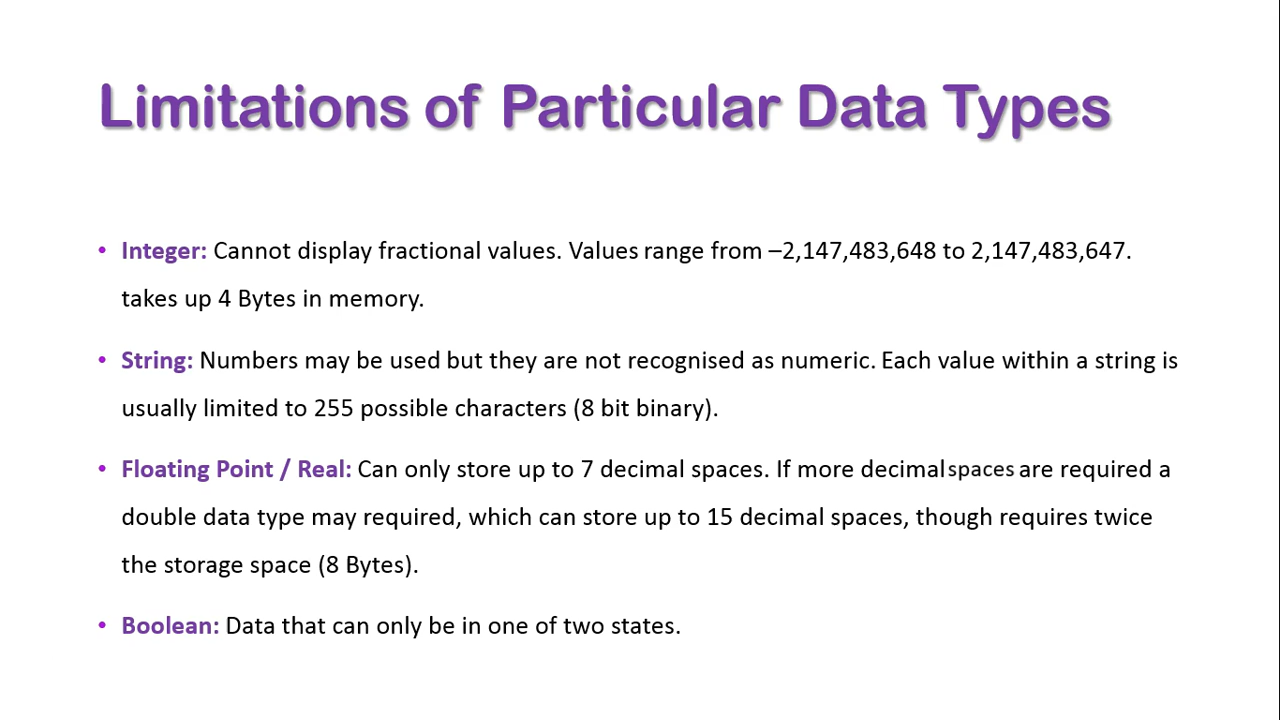 Limitations of Particular Data Types
• Integer: Cannot display fractional values. Values range from –2,147,483,648 to 2,147,483,647.
takes up 4 Bytes in memory.
• String: Numbers may be used but they are not recognised as numeric. Each value within a string is
usually limited to 255 possible characters (8 bit binary).
• Floating Point / Real: Can only store up to 7 decimal spaces. If more decimal spaces are required a
double data type may required, which can store up to 15 decimal spaces, though requires twice
the storage space (8 Bytes).
• Boolean: Data that can only be in one of two states.